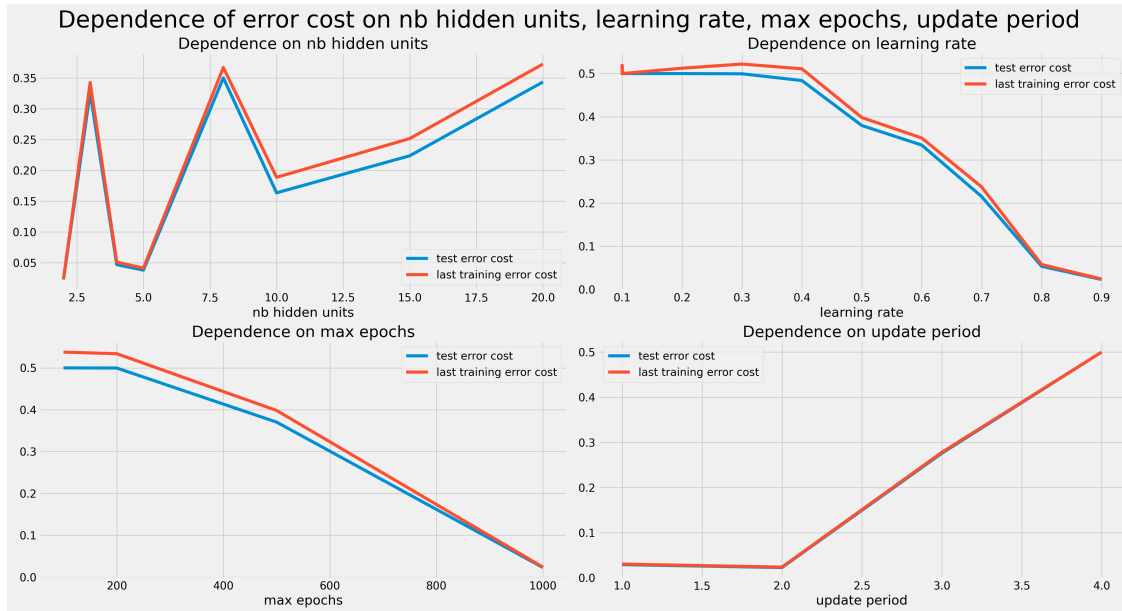 Dependence of error cost on nb hidden units, learning rate, max epochs, update period
Dependence on nb hidden units
0.35
0.30
0.25
0.20
0.15
0.10
0.05
test error cost
last training error cost
2.5 5.0 7.5 10.0 12.5 15.0 17.5 20.0
nb hidden units
Dependence on learning rate
0.5
0.4
0.3
0.2
0.1
0.0
test error cost
last training error cost
0.1 0.2 0.3 0.4 0.5 0.6 0.7 0.8 0.9
learning rate
Dependence on max epochs
0.5
0.4
0.3
0.2
0.1
0.0
test error cost
last training error cost
200 400 600 800 1000
max epochs
Dependence on update period
0.5
0.4
0.3
0.2
0.1
0.0
test error cost
last training error cost
1.0 1.5 2.0 2.5 3.0 3.5 4.0
update period